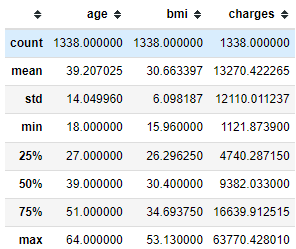 age bmi charges
count 1338.000000 1338.000000 1338.000000
mean 39.207025 30.663397 13270.422265
std 14.049960 6.098187 12110.011237
min 18.000000 15.960000 1121.873900
25% 27.000000 26.296250 4740.287150
50% 39.000000 30.400000 9382.033000
75% 51.000000 34.693750 16639.912515
max 64.000000 53.130000 63770.428010